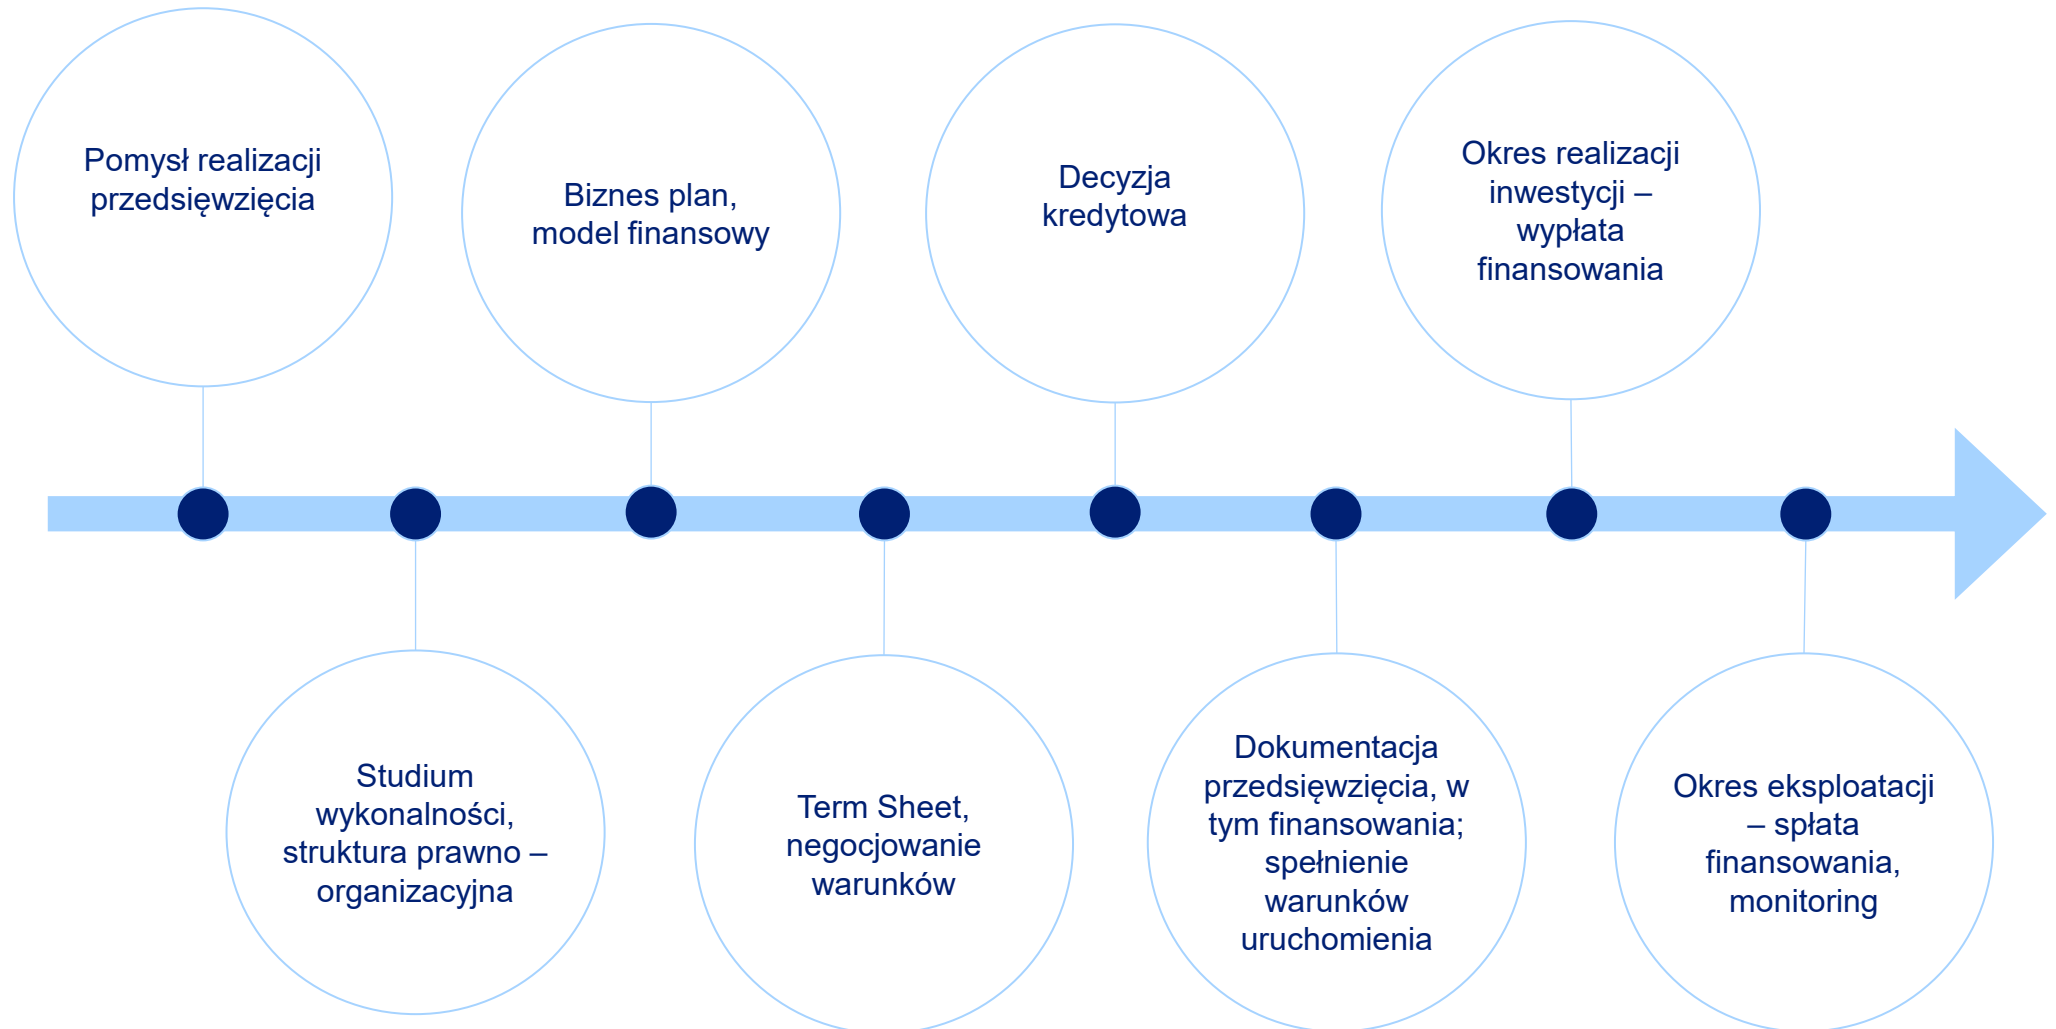 Pomysł realizacji
przedsięwzięcia
Studium
wykonalności,
struktura prawno –
organizacyjna
Biznes plan,
model finansowy
Term Sheet,
negocjowanie
warunków
Decyzja
kredytowa
Dokumentacja
przedsięwzięcia, w
tym finansowania;
spełnienie
warunków
uruchomienia
Okres realizacji
inwestycji –
wypłata
finansowania
Okres eksploatacji
– spłata
finansowania,
monitoring